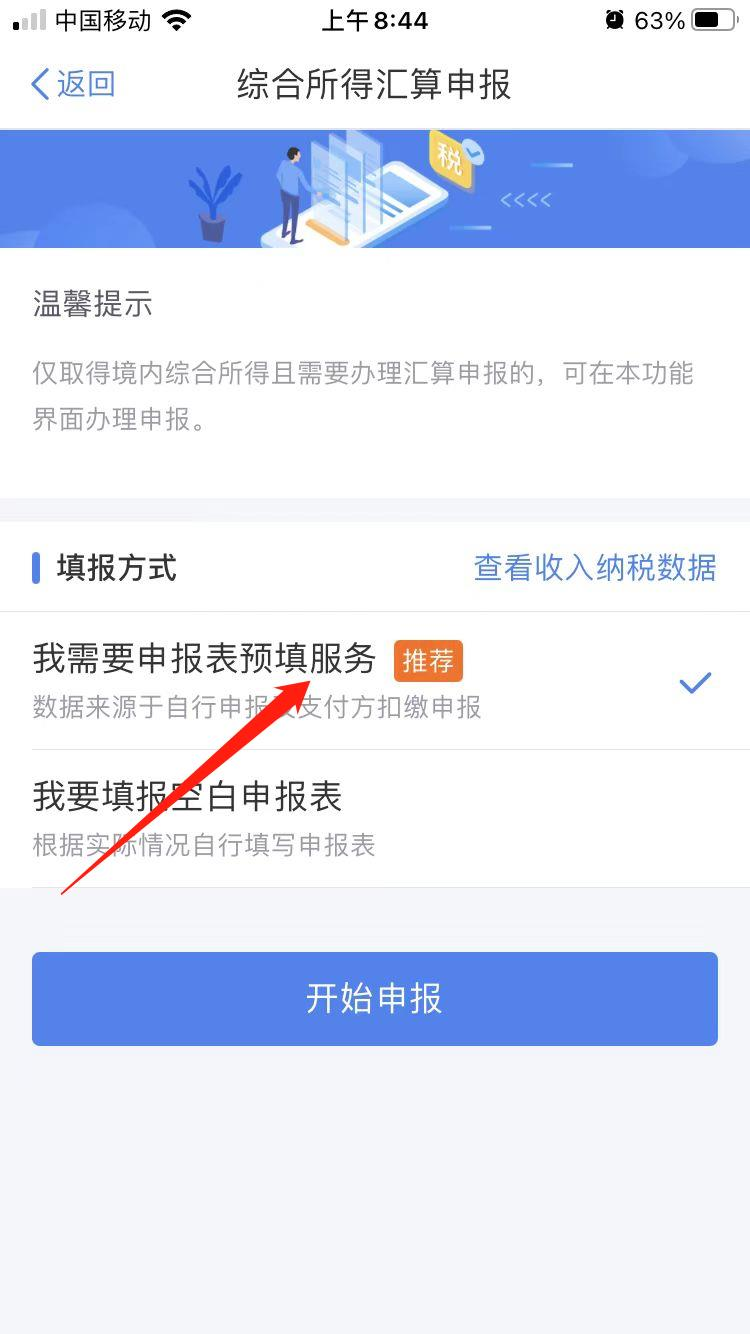 中国移动 上午8:44 63%
返回 综合所得汇算申报
税
温馨提示
仅取得境内综合所得且需要办理汇算申报的，可在本功能
界面办理申报。
填报方式 查看收入纳税数据
我需要申报表预填服务 推荐
数据来源于自行申报及支付方扣缴申报
我要填报空白申报表
根据实际情况自行填写申报表
开始申报